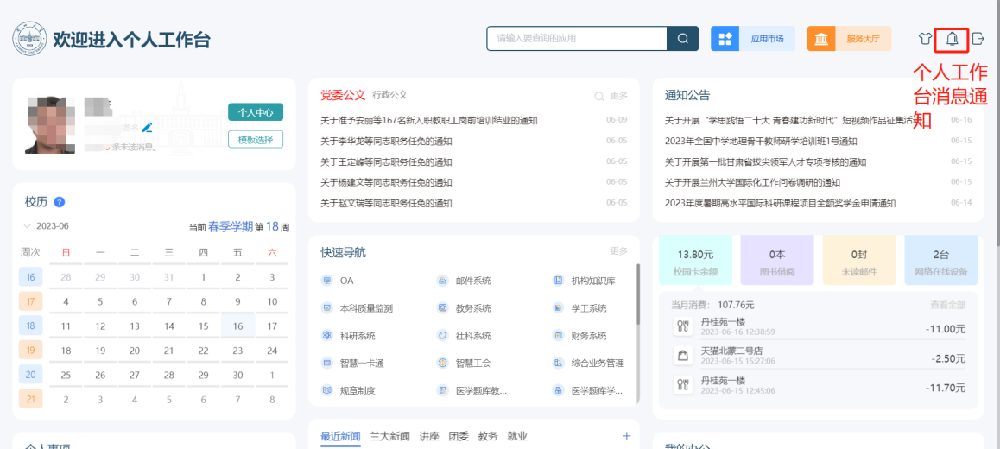 欢迎进入个人工作台
请输入要查询的应用
应用市场
服务大厅
个人工作台消息通知
个人中心
签名
模板选择
条未读消息。
校历
2023-06
当前 春季学期 第 18 周
周次 日 一 二 三 四 五 六
16 28 29 30 31 1 2 3
17 4 5 6 7 8 9 10
18 11 12 13 14 15 16 17
19 18 19 20 21 22 23 24
20 25 26 27 28 29 30 1
21 2 3 4 5 6 7 8
党委公文 行政公文 更多
关于准予安丽等167名新入职教职工岗前培训结业的通知 06-09
关于李华龙等同志职务任免的通知 06-05
关于王定峰等同志职务任免的通知 06-05
关于杨建文等同志职务任免的通知 06-05
关于赵文瑞等同志职务任免的通知 06-05
通知公告
关于开展“学思践悟二十大 青春建功新时代”短视频作品征集活 06-16
2023年全国中学地理骨干教师研学培训班1号通知 06-15
关于开展第一批甘肃省拔尖领军人才专项考核的通知 06-15
关于开展兰州大学国际化工作问卷调研的通知 06-15
2023年度暑期高水平国际科研课程项目全额奖学金申请通知 06-14
快速导航 更多
OA 邮件系统 机构知识库
本科质量监测 教务系统 学工系统
科研系统 社科系统 财务系统
智慧一卡通 智慧工会 综合业务管理
规章制度 医学题库教... 医学题库学...
13.80元 0本 0封 2台
校园卡余额 图书借阅 未读邮件 网络在线设备
当月消费: 107.76元 查看全部
丹桂苑一楼
2023-06-16 12:38:59 -11.00元
天猫北蒙二号店
2023-06-15 15:27:06 -2.50元
丹桂苑一楼
2023-06-15 12:45:06 -11.70元
最近新闻 兰大新闻 讲座 团委 教务 就业 +
个人事项
我的办公